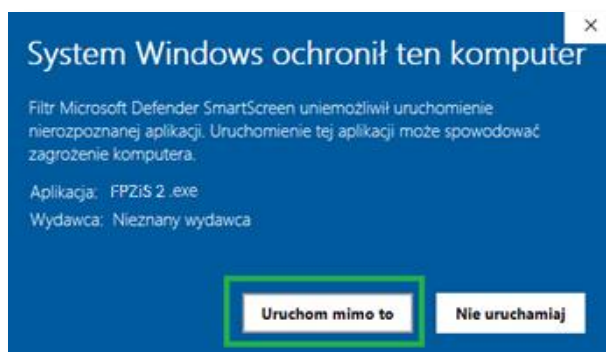 System Windows ochronił ten komputer
Filtr Microsoft Defender SmartScreen uniemożliwił uruchomienie
nierozpoznanej aplikacji. Uruchomienie tej aplikacji może spowodować
zagrożenie komputera.
Aplikacja: FPZiS 2 .exe
Wydawca: Nieznany wydawca
Uruchom mimo to
Nie uruchamiaj